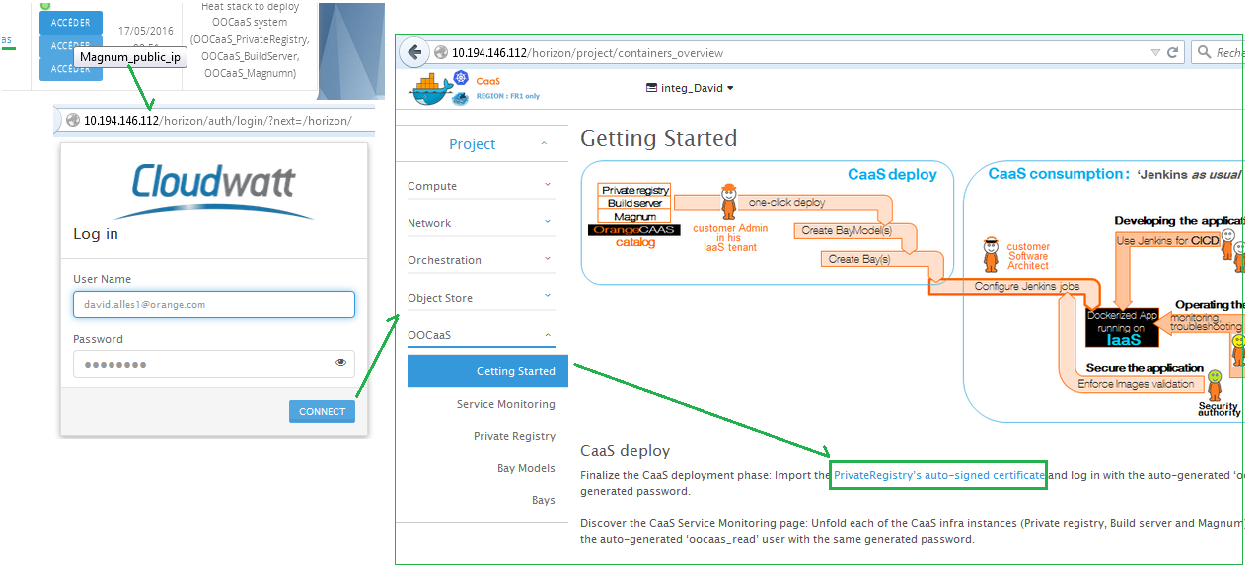 Heat stack to deploy
OOCaaS system
(OOCaaS_PrivateRegistry,
OOCaaS_BuildServer,
OOCaaS_Magnumn)
ACCÉDER
17/05/2016
as
ACCÉDER
Magnum_public_ip
ACCÉDER
10.194.146.112/horizon/auth/login/?next=/horizon/
Cloudwatt
Log in
User Name
david.alles1@orange.com
Password
CONNECT
10.194.146.112/horizon/project/containers_overview
Reche
CaaS
REGION : FR1 only
integ_David
Project
Compute
Network
Orchestration
Object Store
OOCaaS
Getting Started
Service Monitoring
Private Registry
Bay Models
Bays
Getting Started
CaaS deploy
Private registry
Build server
Magnum
OrangeCAAS
catalog
one-click deploy
customer Admin
in his
IaaS tenant
Create BayModel(s)
Create Bay(s)
CaaS consumption : ‘Jenkins as usual
Developing the applicatio
Use Jenkins for CICD
customer
Software
Architect
Configure Jenkins jobs
Operating the
Dockerized App
running on
IaaS
monitoring,
troubleshooting
Secure the application
Enforce Images validation
Security
authority
CaaS deploy
Finalize the CaaS deployment phase: Import the PrivateRegistry's auto-signed certificate and log in with the auto-generated ‘oo
generated password.
Discover the CaaS Service Monitoring page: Unfold each of the CaaS infra instances (Private registry, Build server and Magnum)
the auto-generated ‘oocaas_read’ user with the same generated password.